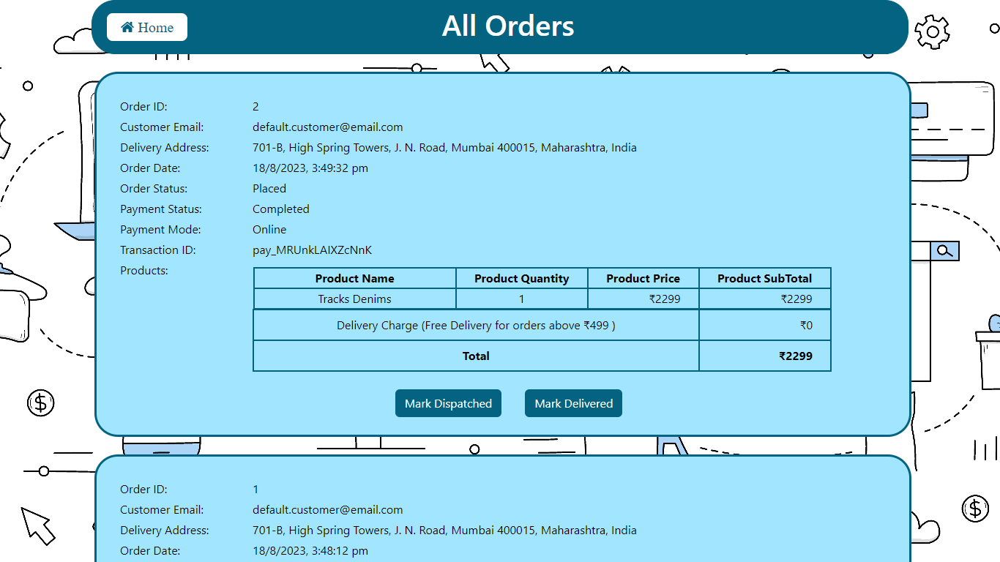 Home
All Orders
Order ID: 2
Customer Email: default.customer@email.com
Delivery Address: 701-B, High Spring Towers, J. N. Road, Mumbai 400015, Maharashtra, India
Order Date: 18/8/2023, 3:49:32 pm
Order Status: Placed
Payment Status: Completed
Payment Mode: Online
Transaction ID: pay_MRUnkLAIXZcNnK
Products:
Product Name Product Quantity Product Price Product SubTotal
Tracks Denims 1 ₹2299 ₹2299
Delivery Charge (Free Delivery for orders above ₹499 ) ₹0
Total ₹2299
Mark Dispatched Mark Delivered
Order ID: 1
Customer Email: default.customer@email.com
Delivery Address: 701-B, High Spring Towers, J. N. Road, Mumbai 400015, Maharashtra, India
Order Date: 18/8/2023, 3:48:12 pm